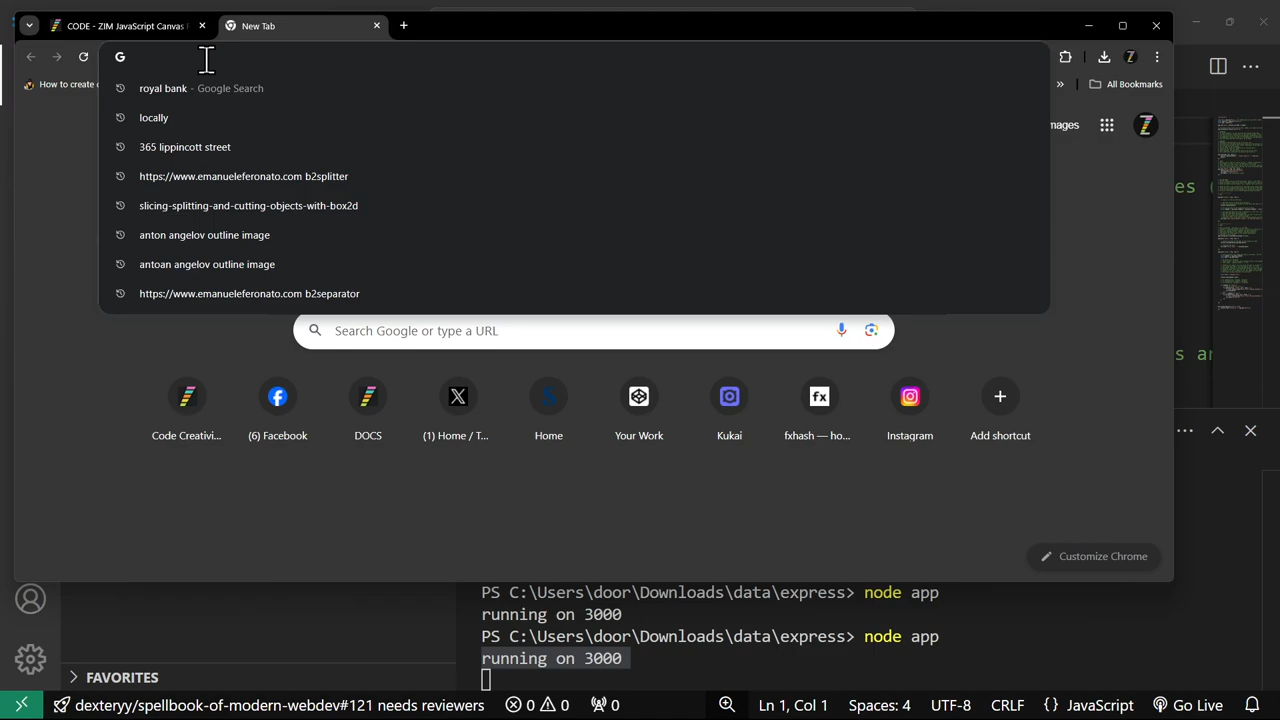 CODE - ZIM JavaScript Canvas
New Tab
G
How to create
All Bookmarks
royal bank - Google Search
locally
365 lippincott street
https://www.emanueleferonato.com b2splitter
slicing-splitting-and-cutting-objects-with-box2d
anton angelov outline image
antoan angelov outline image
https://www.emanueleferonato.com b2separator
mages
es
Search Google or type a URL
Code Creativi...
(6) Facebook
DOCS
(1) Home / T...
Home
Your Work
Kukai
fxhash — ho...
Instagram
Add shortcut
Customize Chrome
PS C:\Users\door\Downloads\data\express> node app
running on 3000
PS C:\Users\door\Downloads\data\express> node app
running on 3000
FAVORITES
dexteryy/spellbook-of-modern-webdev#121 needs reviewers
0 0 0
Ln 1, Col 1
Spaces: 4
UTF-8
CRLF
{} JavaScript
Go Live